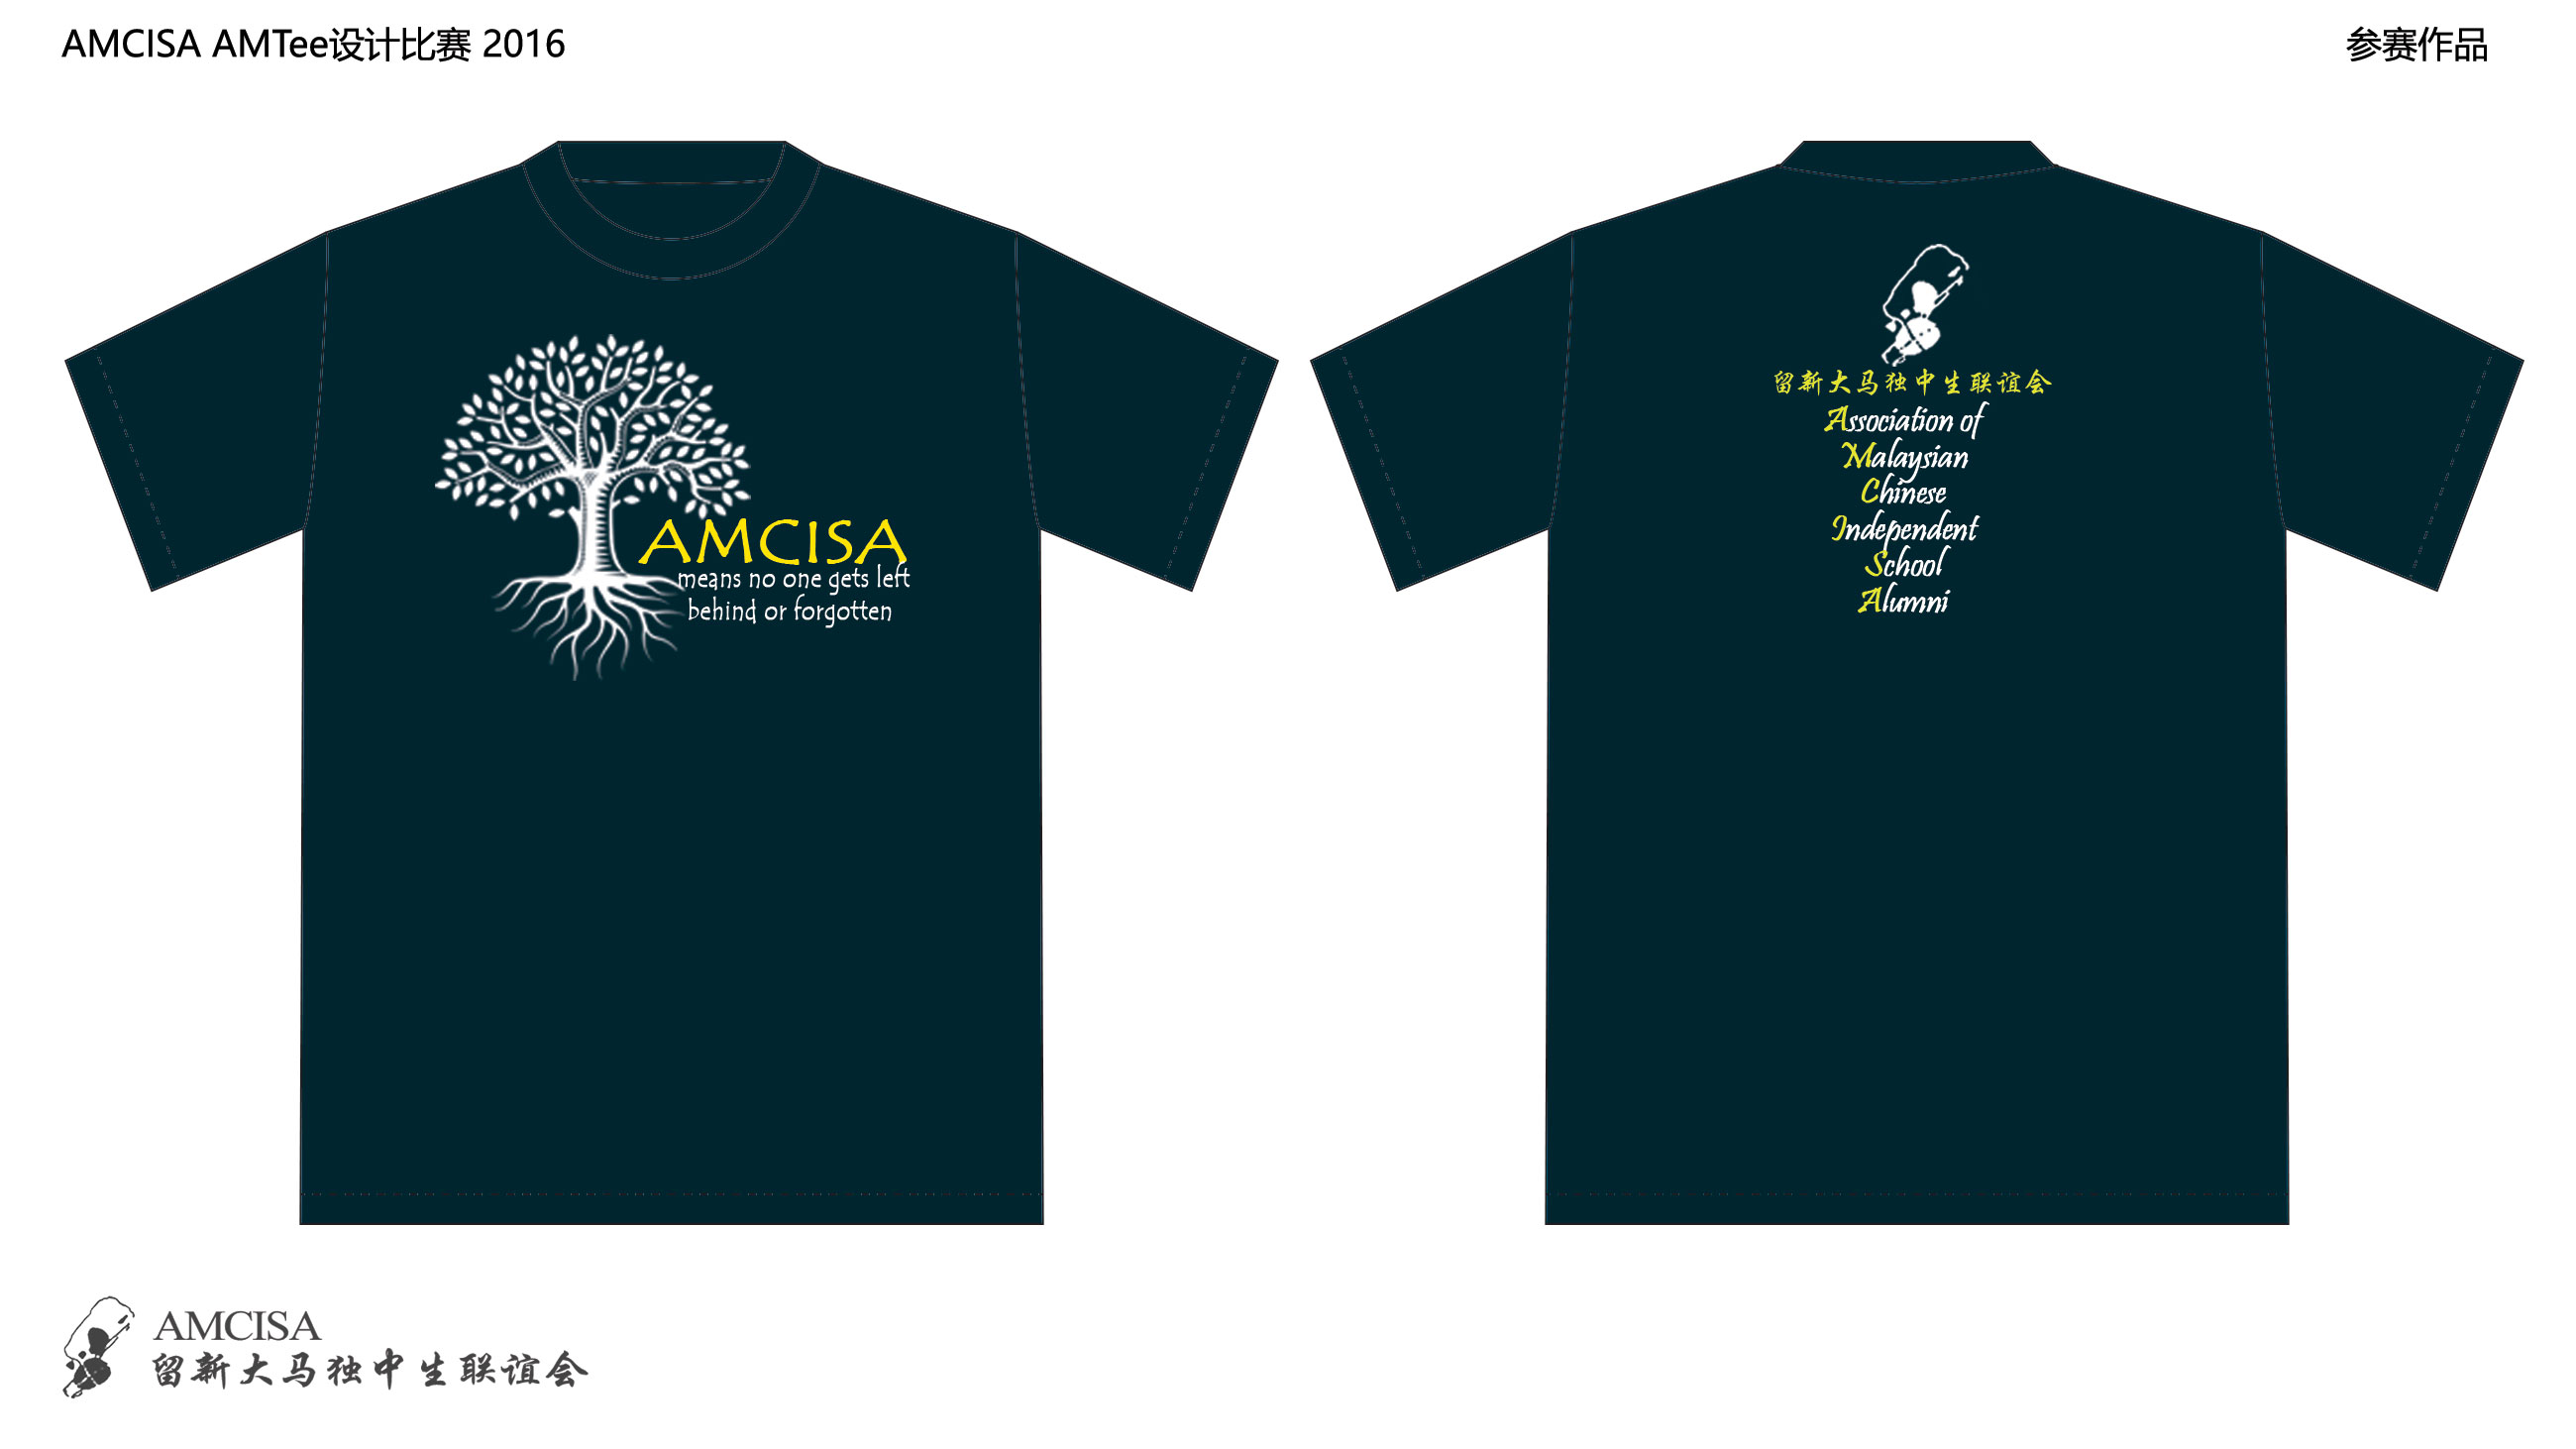 AMCISA AMTee设计比赛 2016
参赛作品
AMCISA
means no one gets left
behind or forgotten
留新大马独中生联谊会
Association of
Malaysian
Chinese
Independent
School
Alumni
AMCISA
留新大马独中生联谊会